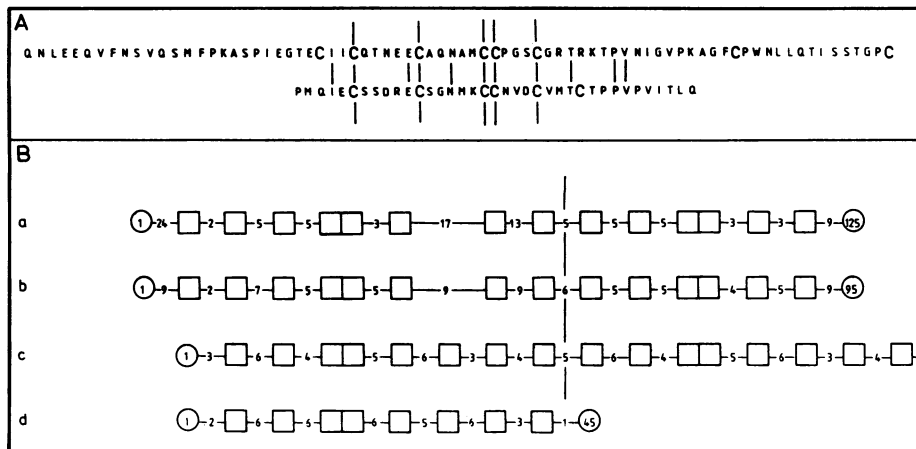 A
QNLEEQVFNSVQSMFPKASPIEGTECIICQTNEECAQNAMCCPGSCGRTRKTPVNIGVPKAGFCPWNLLQTISSTGPC
PMQIECSSDRECSGNMKCCNVDCVMTCTPPVPVITLQ
B
a 1 24 2 5 5 3 17 13 5 5 5 3 3 9 125
b 1 9 2 7 5 5 9 9 6 5 5 4 5 9 95
c 1 3 6 4 5 6 3 4 5 6 4 5 6 3 4
d 1 2 6 5 6 5 6 3 1 45